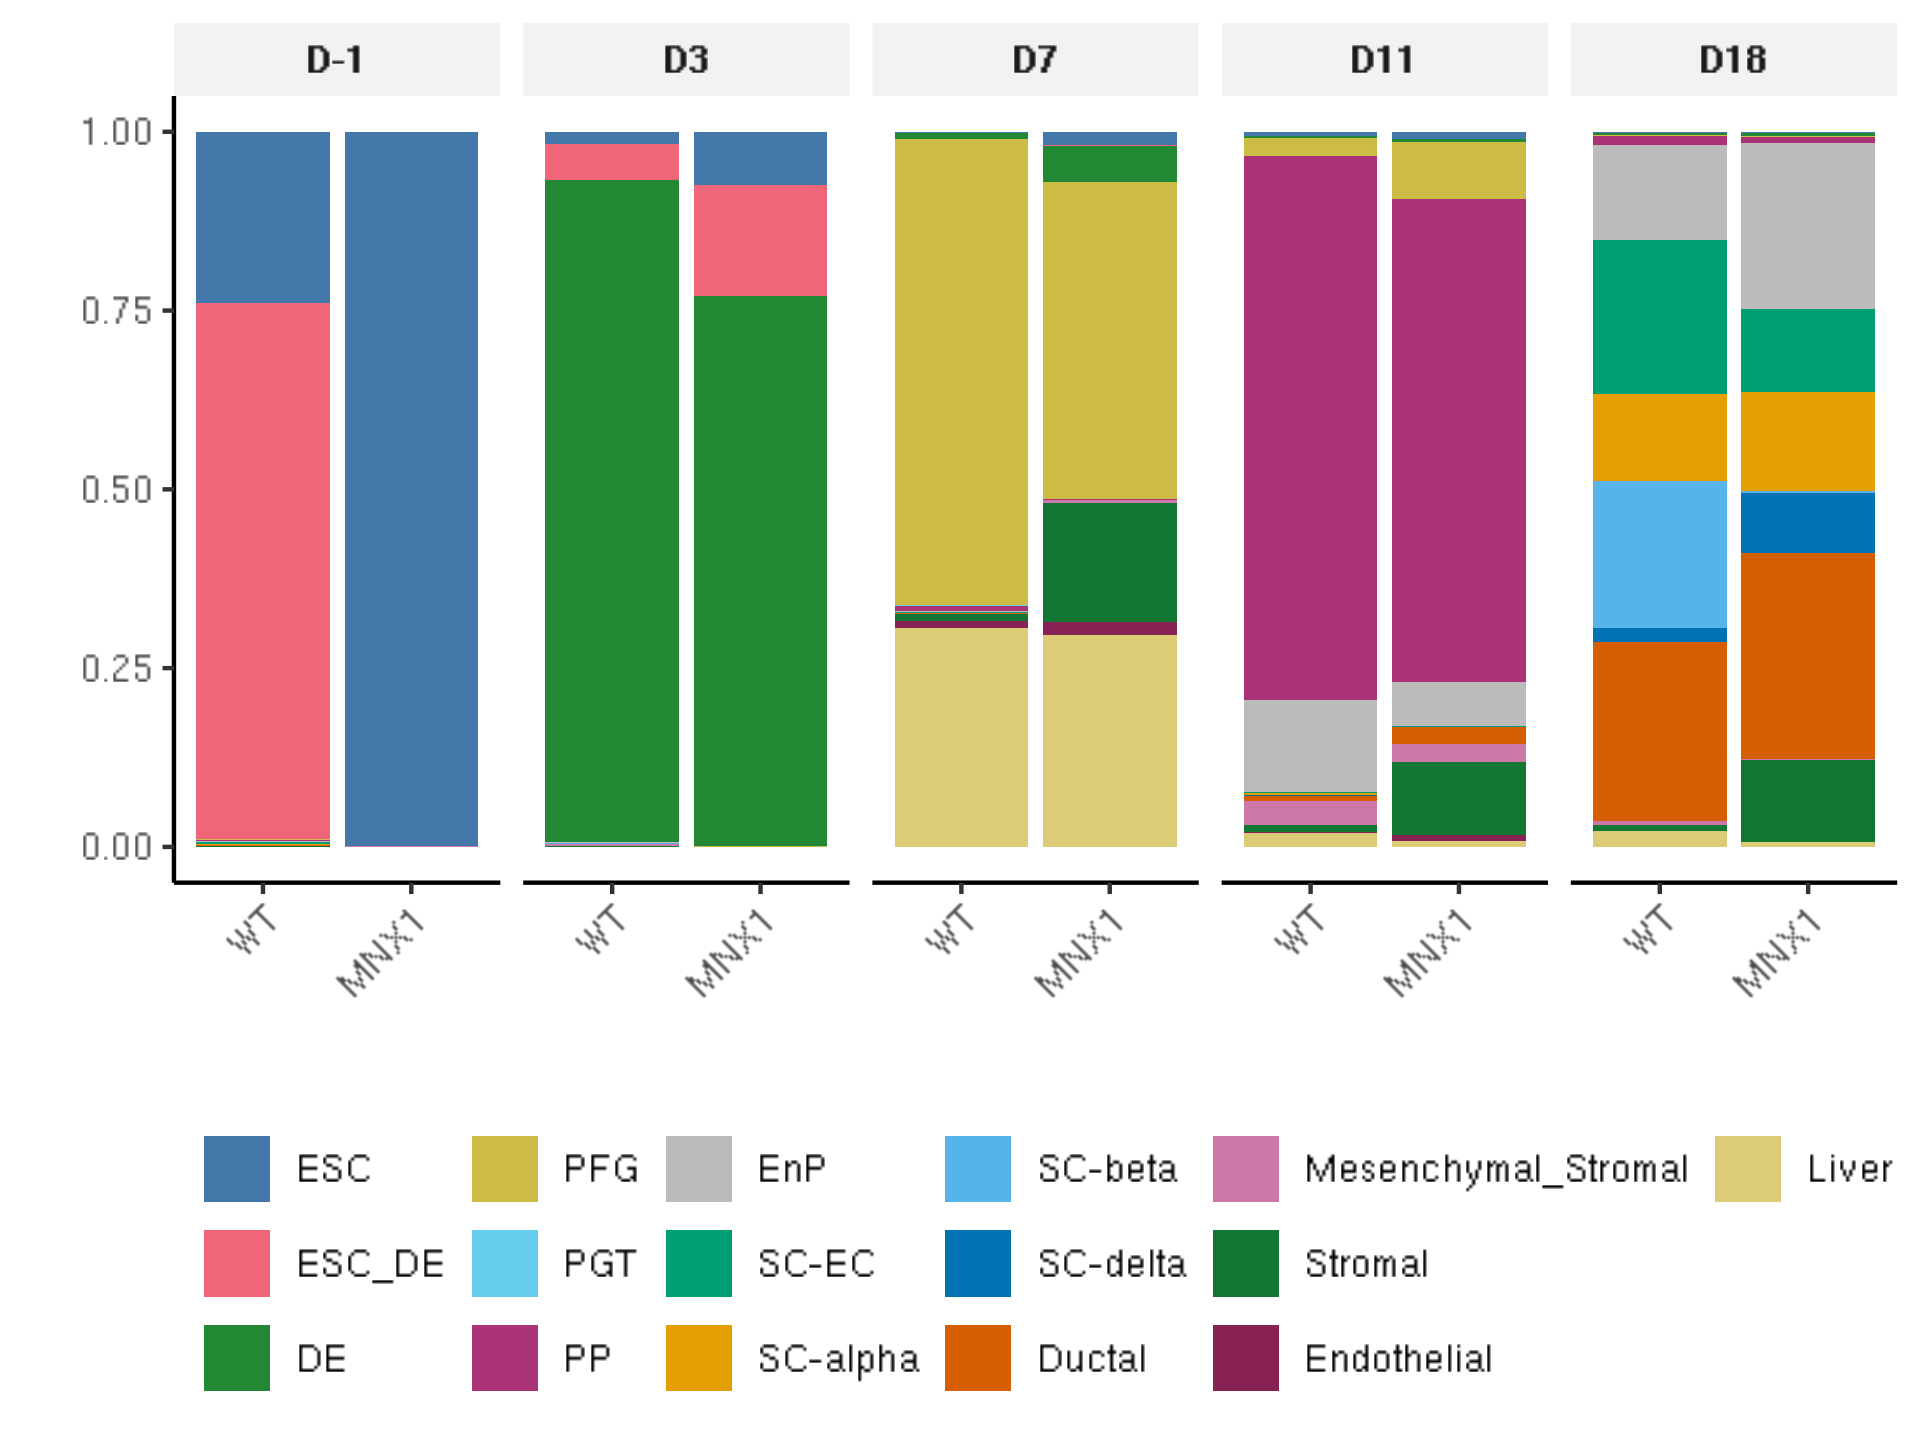 D-1 D3 D7 D11 D18
1.00
0.75
0.50
0.25
0.00
WT MNX1 WT MNX1 WT MNX1 WT MNX1 WT MNX1
ESC PFG EnP SC-beta Mesenchymal_Stromal Liver
ESC_DE PGT SC-EC SC-delta Stromal
DE PP SC-alpha Ductal Endothelial